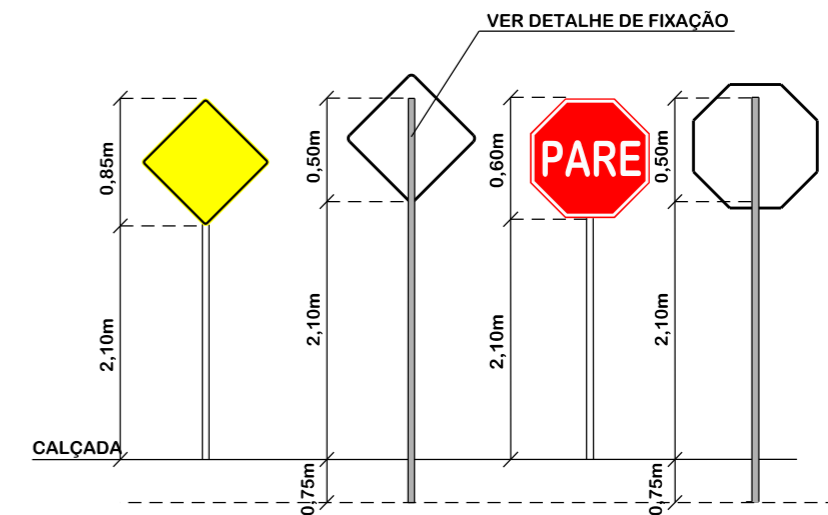 VER DETALHE DE FIXAÇÃO
0,85m
0,50m
0,60m
PARE
0,50m
2,10m
2,10m
2,10m
2,10m
CALÇADA
0,75m
0,75m